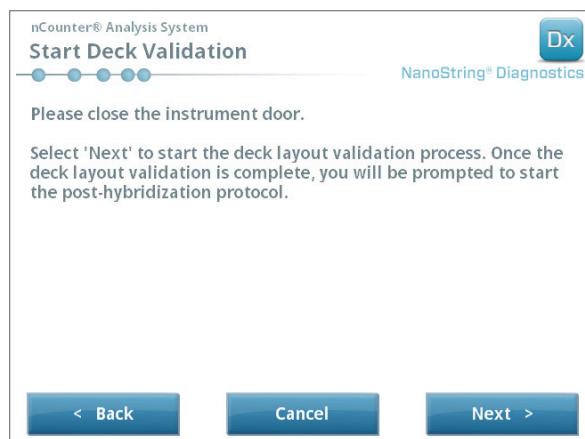 nCounter® Analysis System
Start Deck Validation
Dx
NanoString® Diagnostics
Please close the instrument door.
Select 'Next' to start the deck layout validation process. Once the
deck layout validation is complete, you will be prompted to start
the post-hybridization protocol.
< Back
Cancel
Next >